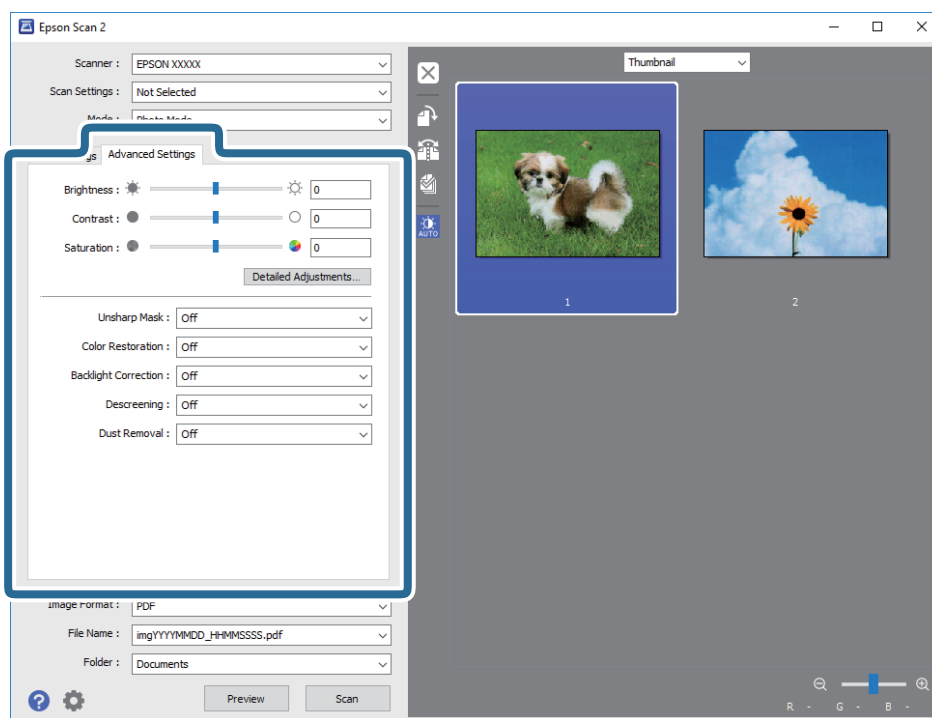 Epson Scan 2
Scanner : EPSON XXXXX
Scan Settings : Not Selected
Thumbnail
Advanced Settings
Brightness : 0
Contrast : 0
Saturation : 0
Detailed Adjustments...
Unsharp Mask : Off
Color Restoration : Off
Backlight Correction : Off
Descreening : Off
Dust Removal : Off
Image Format : PDF
File Name : imgYYYYMMDD_HHMMSSSS.pdf
Folder : Documents
Preview Scan
AUTO
1 2
R - G - B -